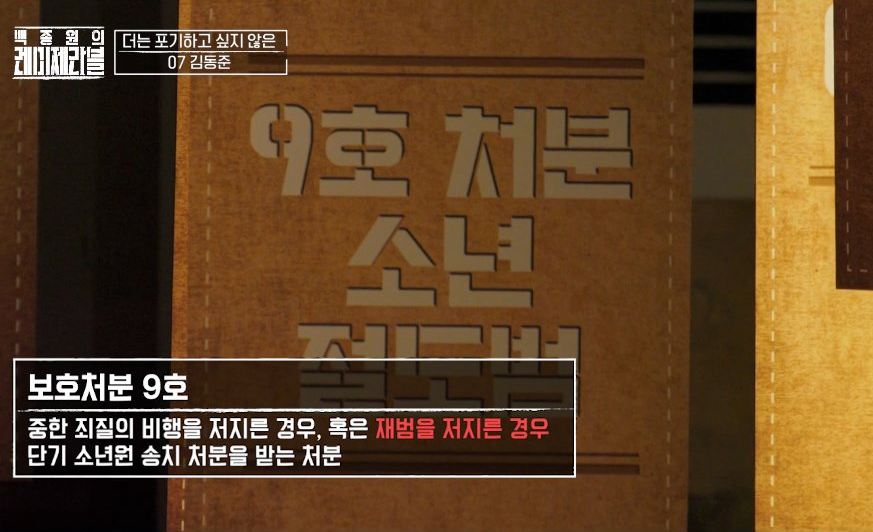 백종원의
레미제라블
더는 포기하고 싶지 않은
07 김동준
9호 처분
소년
절도범
보호처분 9호
중한 죄질의 비행을 저지른 경우, 혹은 재범을 저지른 경우
단기 소년원 송치 처분을 받는 처분